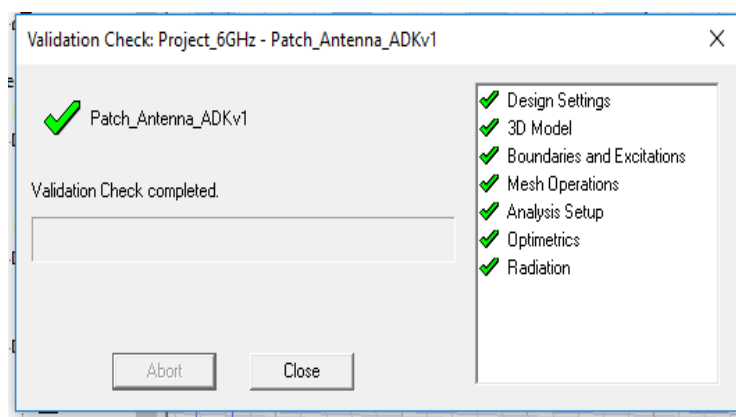 Validation Check: Project_6GHz - Patch_Antenna_ADKv1
Patch_Antenna_ADKv1
Validation Check completed.
Abort
Close
Design Settings
3D Model
Boundaries and Excitations
Mesh Operations
Analysis Setup
Optimetrics
Radiation